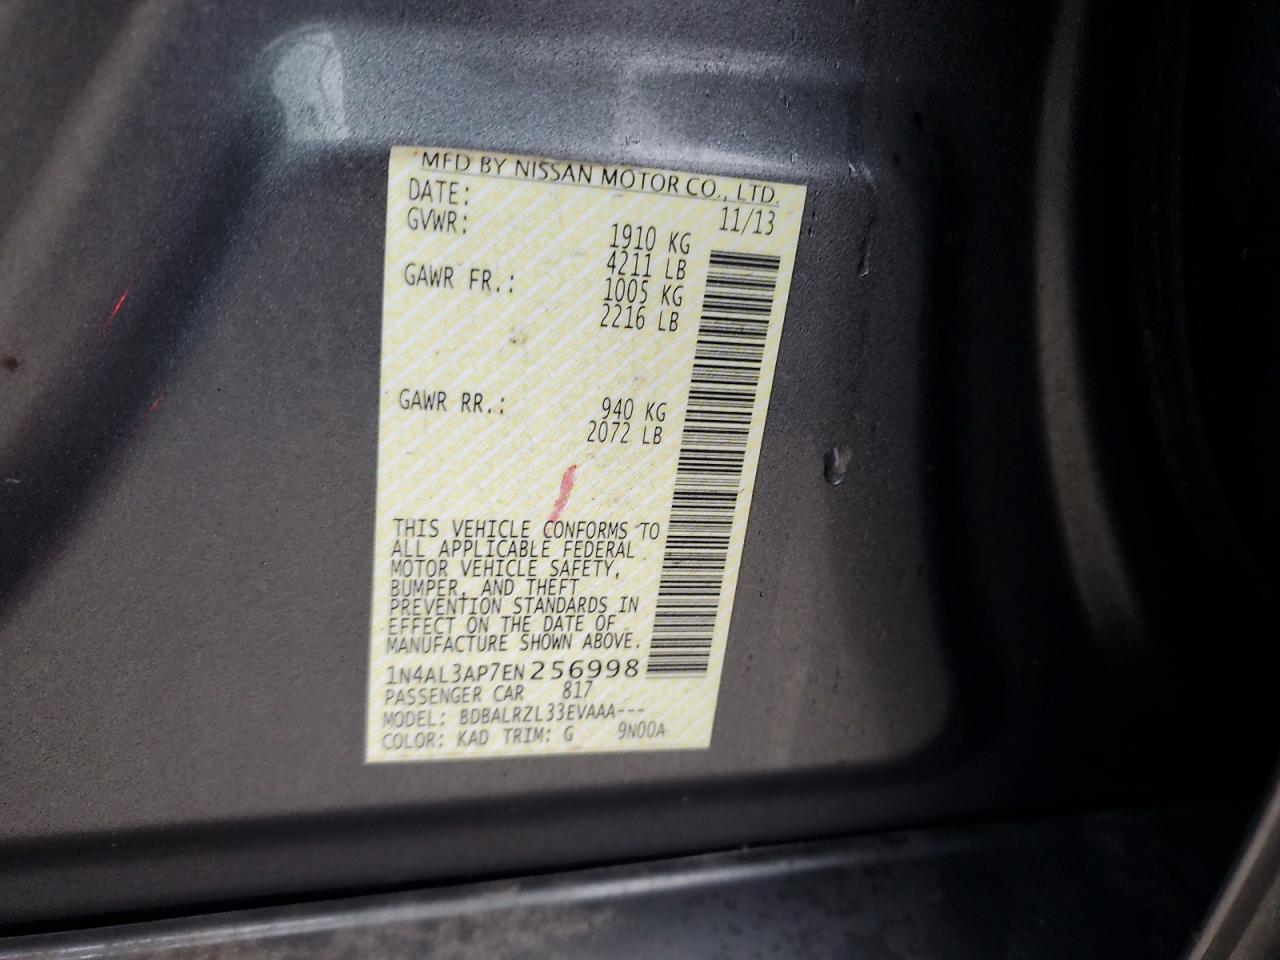 MFD BY NISSAN MOTOR CO., LTD.
DATE: 11/13
GVWR: 1910 KG
4211 LB
GAWR FR.: 1005 KG
2216 LB
GAWR RR.: 940 KG
2072 LB
THIS VEHICLE CONFORMS TO
ALL APPLICABLE FEDERAL
MOTOR VEHICLE SAFETY,
BUMPER, AND THEFT
PREVENTION STANDARDS IN
EFFECT ON THE DATE OF
MANUFACTURE SHOWN ABOVE.
1N4AL3AP7EN256998
PASSENGER CAR 817
MODEL: BDBALRZL33EVAAA---
COLOR: KAD TRIM: G 9N00A